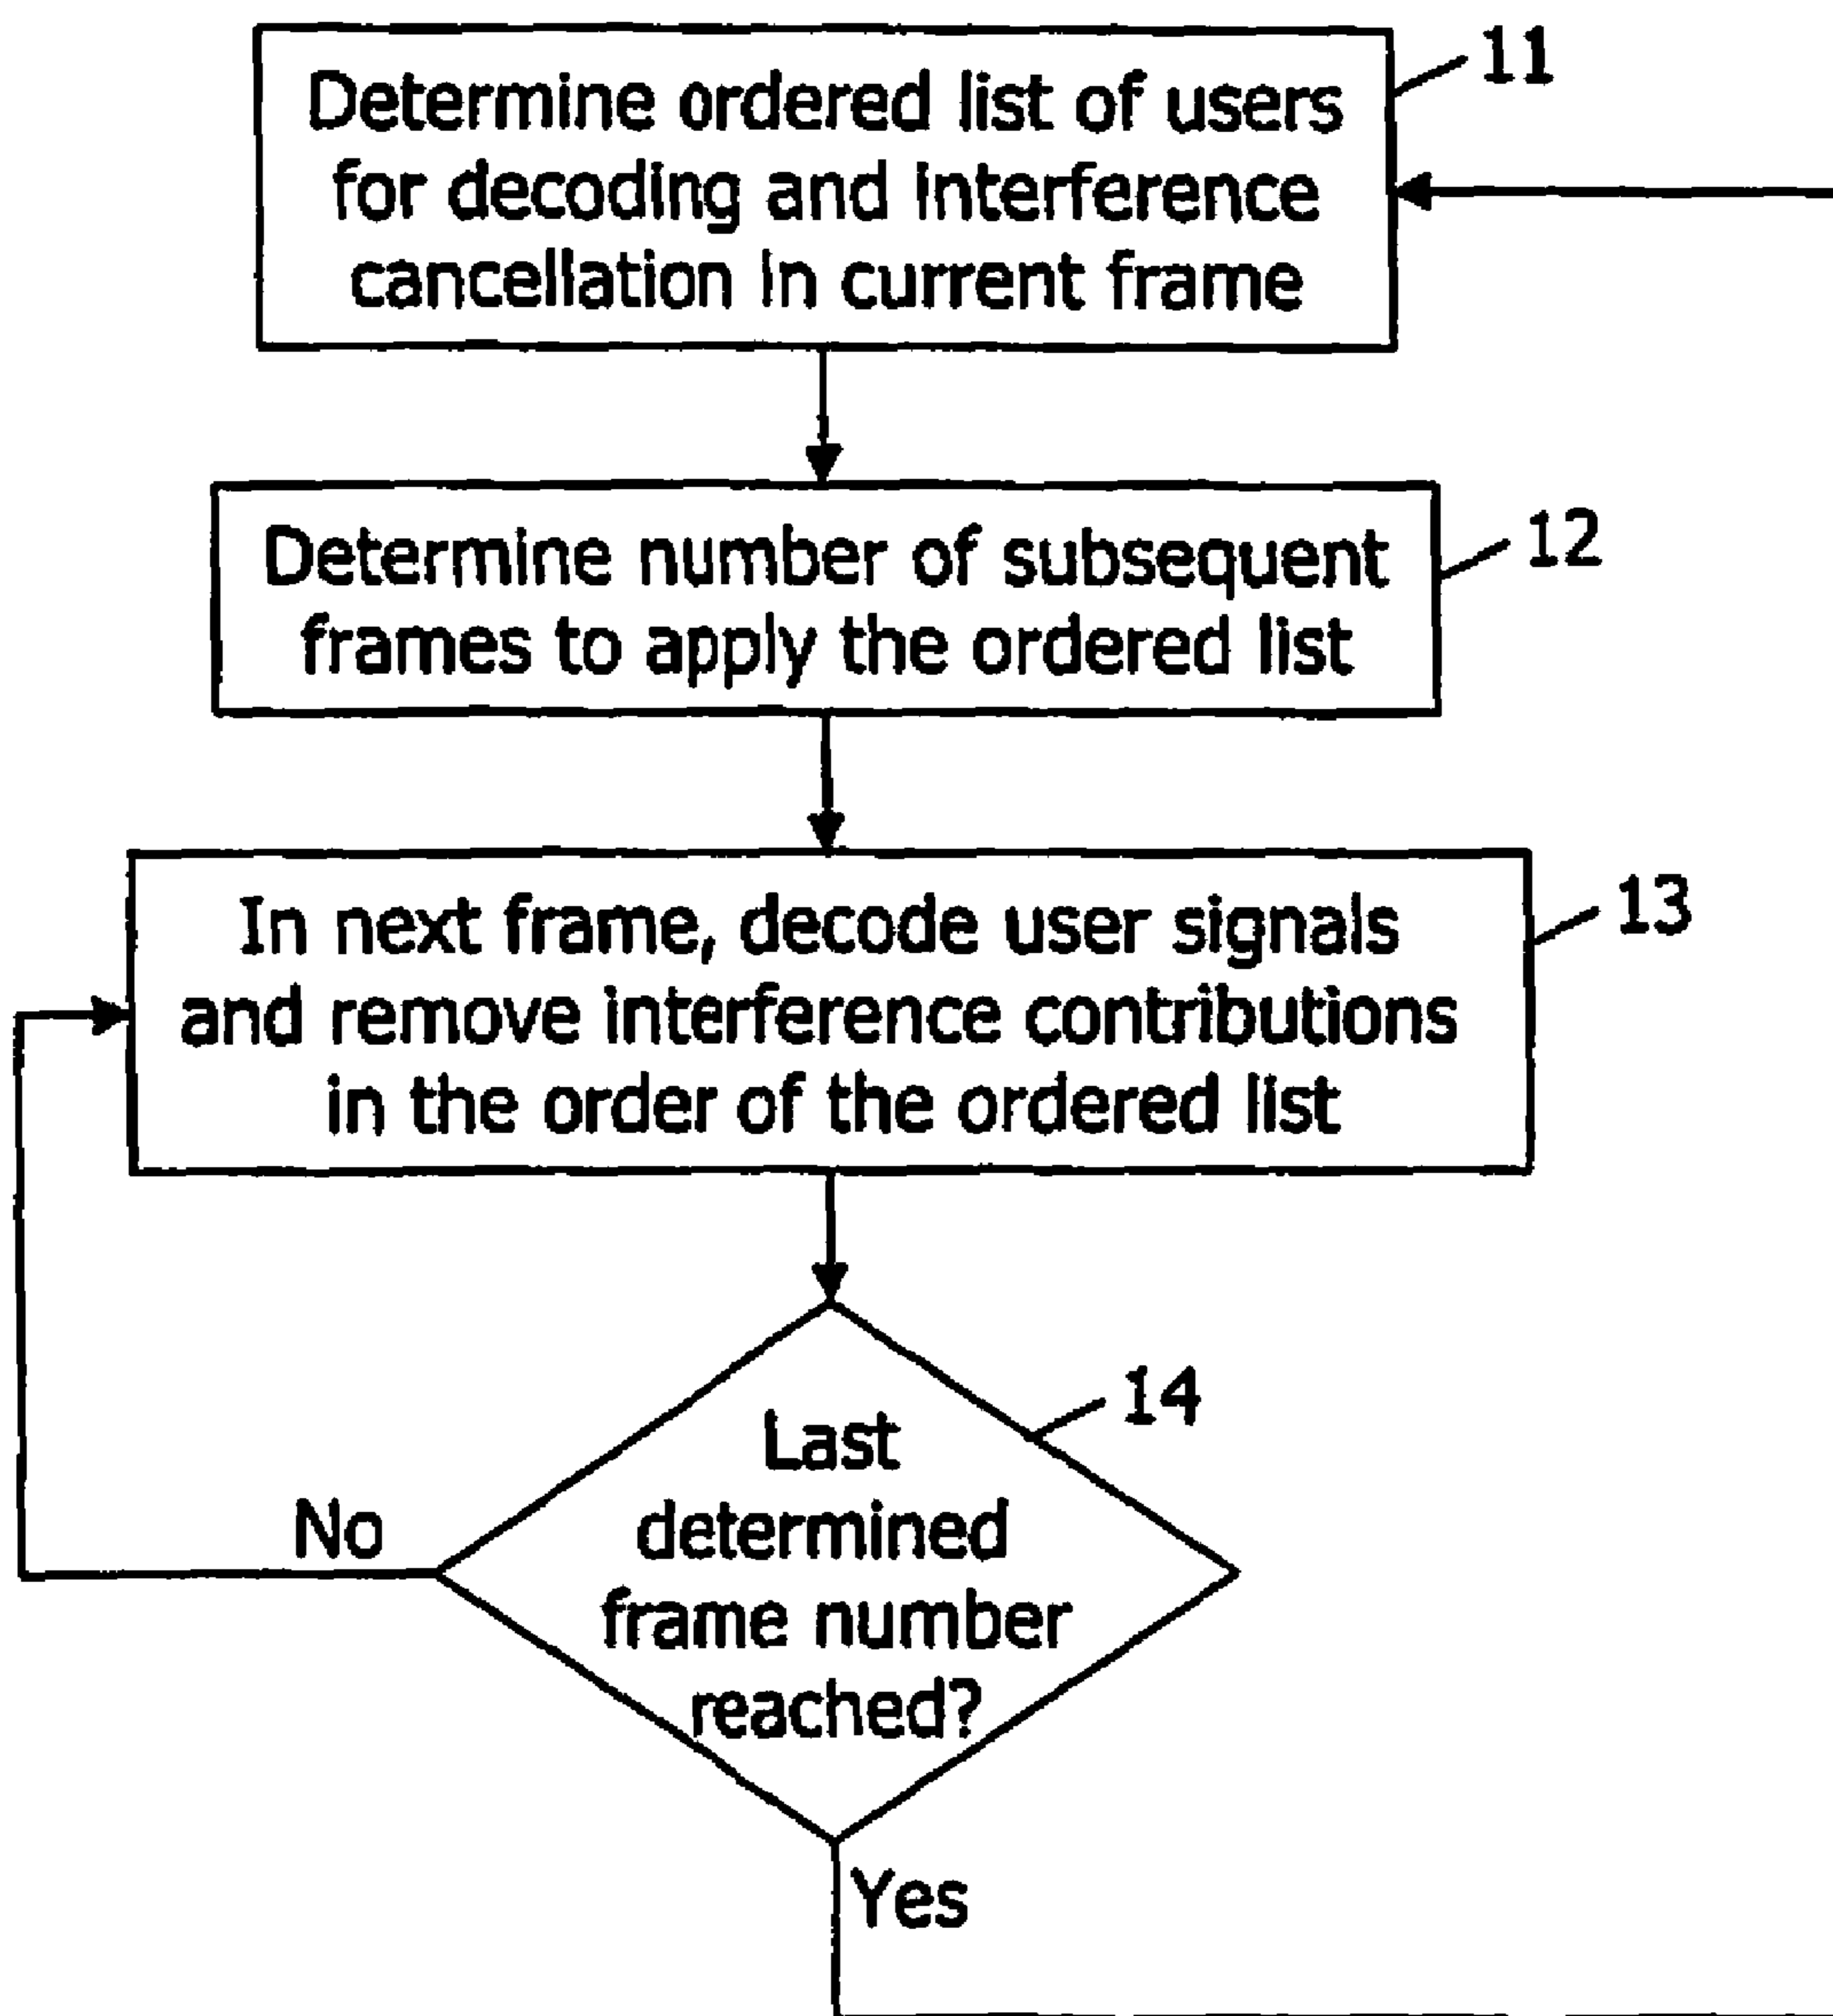 11
Determine ordered list of users
for decoding and interference
cancellation in current frame
12
Determine number of subsequent
frames to apply the ordered list
13
In next frame, decode user signals
and remove interference contributions
in the order of the ordered list
14
Last
determined
frame number
reached?
No
Yes